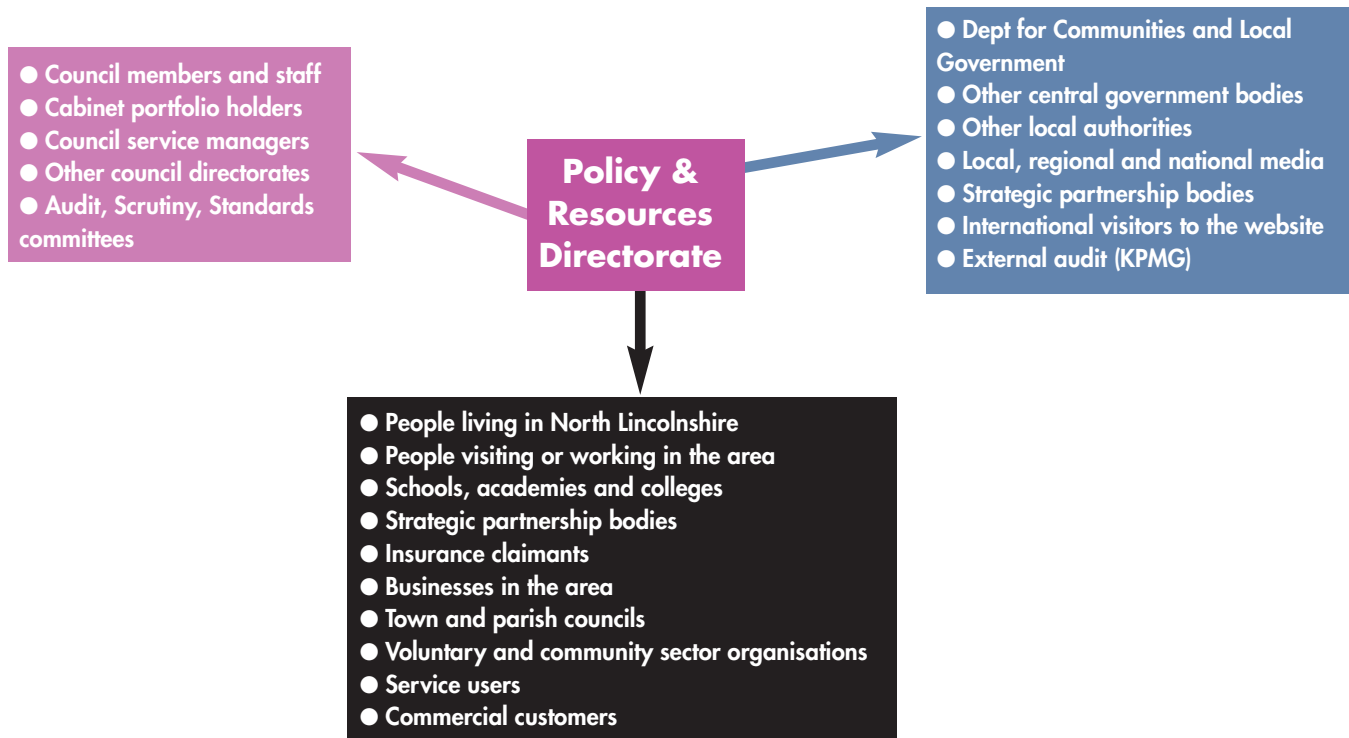 ● Council members and staff
● Cabinet portfolio holders
● Council service managers
● Other council directorates
● Audit, Scrutiny, Standards
committees
Policy &
Resources
Directorate
● Dept for Communities and Local
Government
● Other central government bodies
● Other local authorities
● Local, regional and national media
● Strategic partnership bodies
● International visitors to the website
● External audit (KPMG)
● People living in North Lincolnshire
● People visiting or working in the area
● Schools, academies and colleges
● Strategic partnership bodies
● Insurance claimants
● Businesses in the area
● Town and parish councils
● Voluntary and community sector organisations
● Service users
● Commercial customers